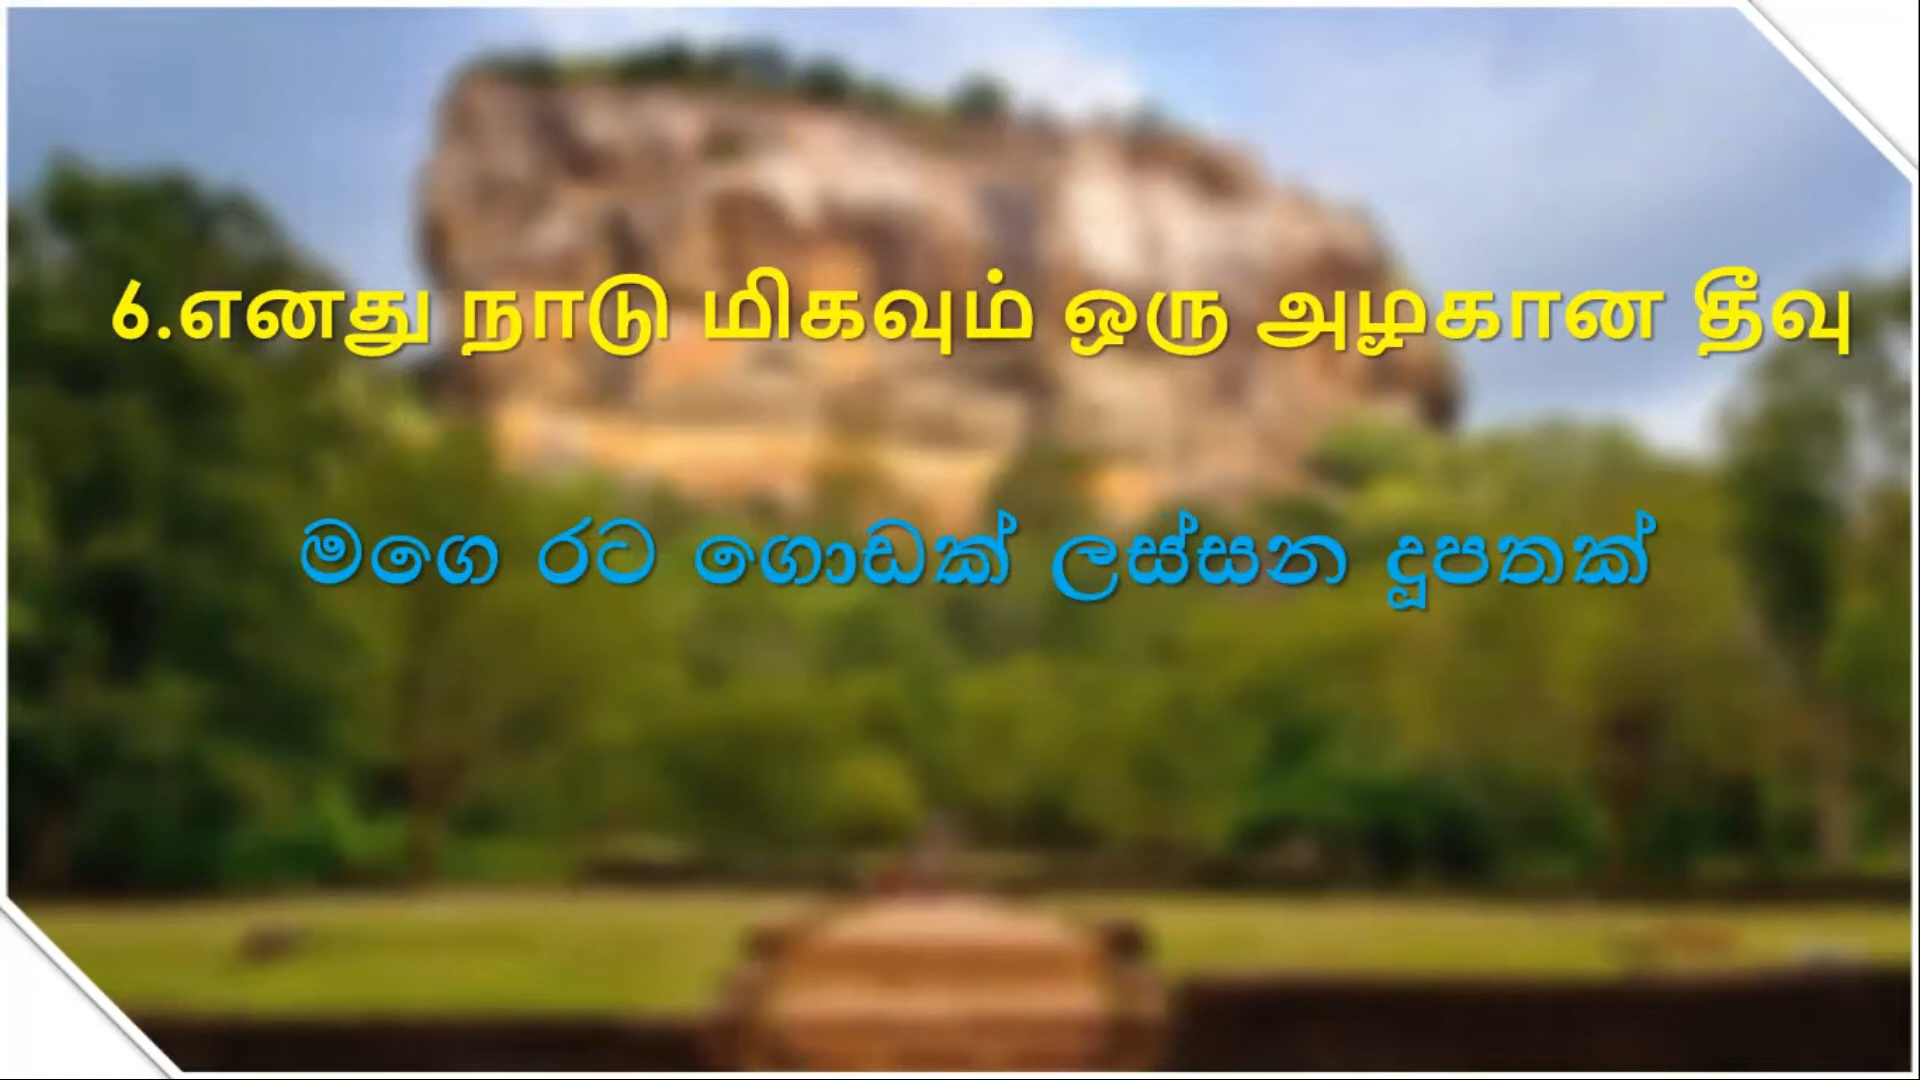 6.எனது நாடு மிகவும் ஒரு அழகான தீவு
මගෙ රට ගොඩක් ලස්සන දූපතක්